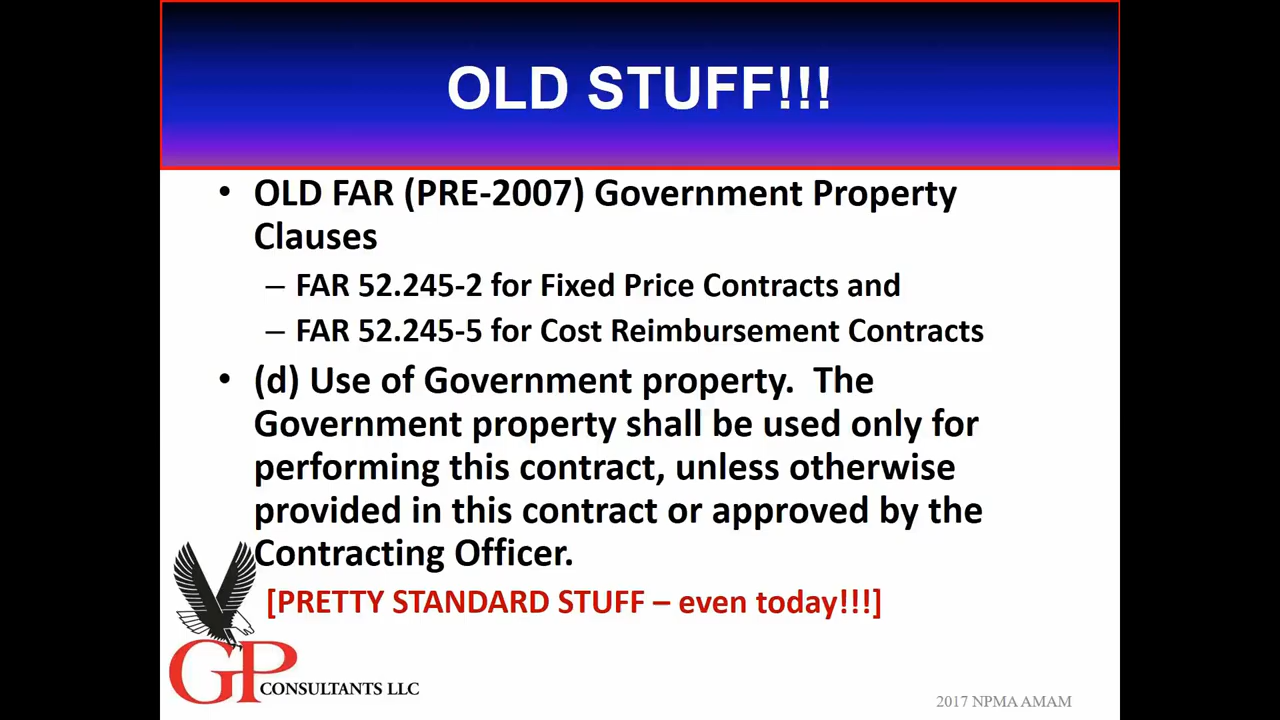 OLD STUFF!!!
• OLD FAR (PRE-2007) Government Property
Clauses
– FAR 52.245-2 for Fixed Price Contracts and
– FAR 52.245-5 for Cost Reimbursement Contracts
• (d) Use of Government property.  The
Government property shall be used only for
performing this contract, unless otherwise
provided in this contract or approved by the
Contracting Officer.
[PRETTY STANDARD STUFF – even today!!!]
GP CONSULTANTS LLC
2017 NPMA AMAM